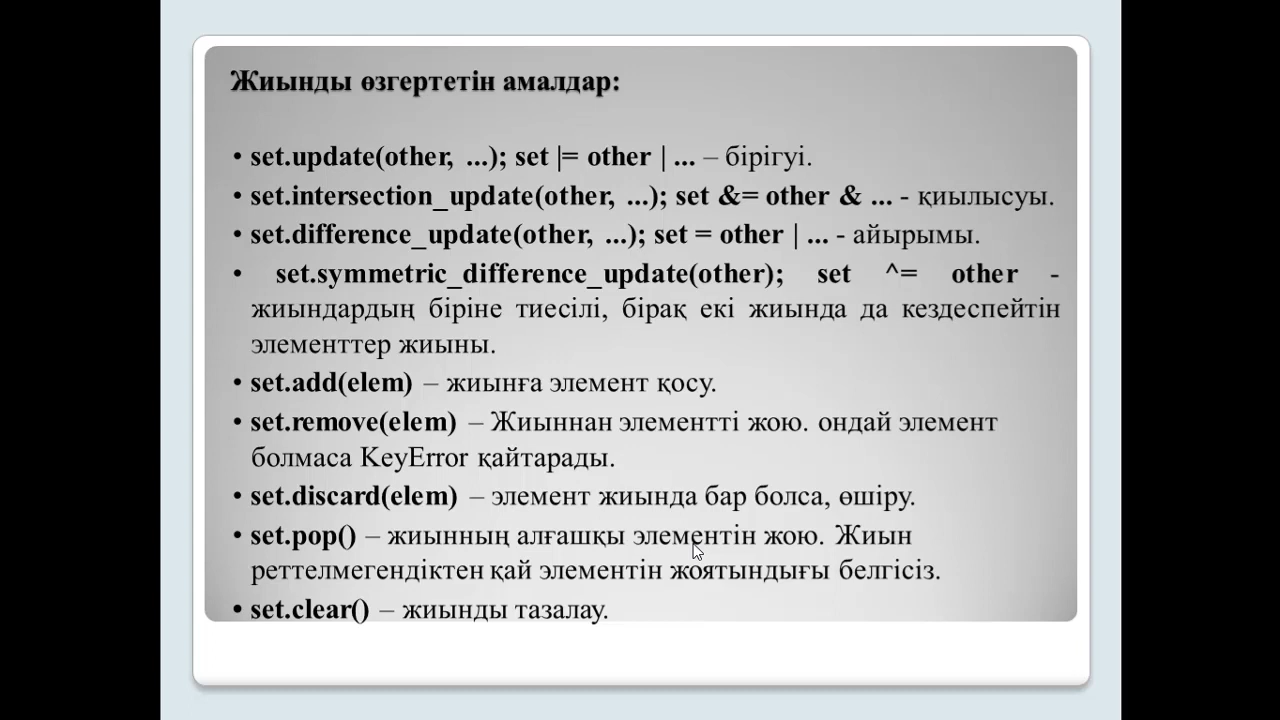 Жиынды өзгертетін амалдар:
• set.update(other, ...); set |= other | ... – бірігуі.
• set.intersection_update(other, ...); set &= other & ... - қиылысуы.
• set.difference_update(other, ...); set = other | ... - айырымы.
• set.symmetric_difference_update(other); set ^= other -
жиындардың біріне тиесілі, бірақ екі жиында да кездеспейтін
элементтер жиыны.
• set.add(elem) – жиынға элемент қосу.
• set.remove(elem) – Жиыннан элементті жою. ондай элемент
болмаса KeyError қайтарады.
• set.discard(elem) – элемент жиында бар болса, өшіру.
• set.pop() – жиынның алғашқы элементін жою. Жиын
реттелмегендіктен қай элементін жоятындығы белгісіз.
• set.clear() – жиынды тазалау.